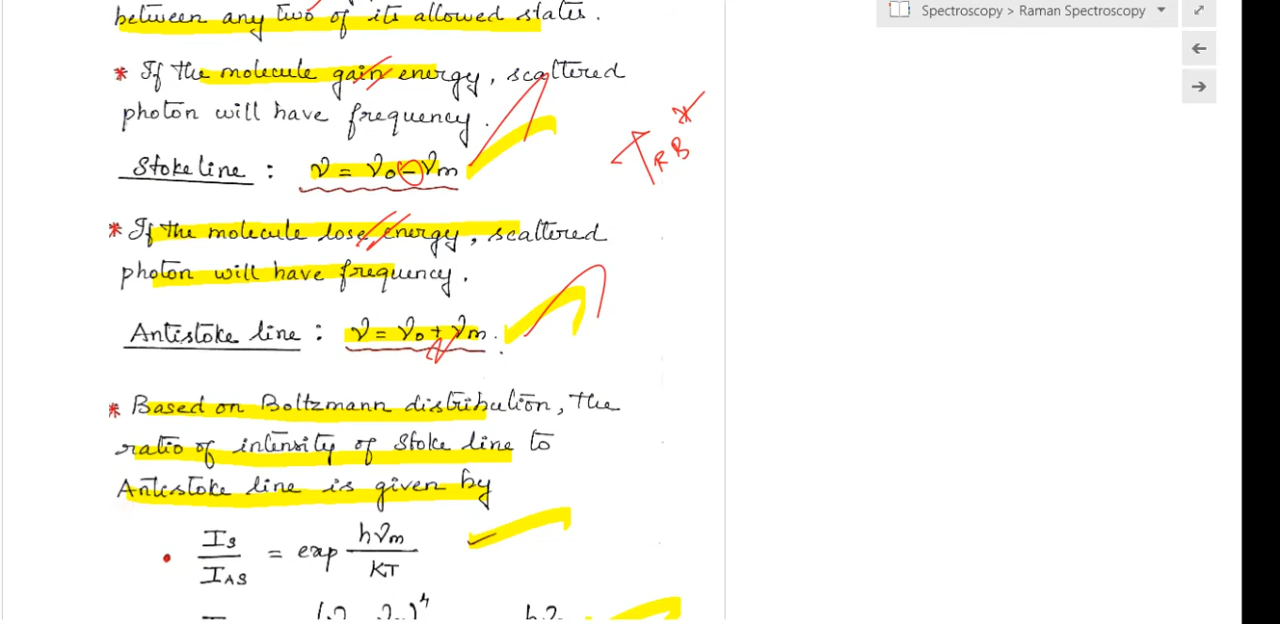 between any two of its allowed states.
Spectroscopy > Raman Spectroscopy
* If the molecule gain energy, scattered
photon will have frequency.
Stoke line : ν = ν₀ - νm
RB
* If the molecule lose energy, scattered
photon will have frequency.
Antistoke line : ν = ν₀ + νm.
* Based on Boltzmann distribution, the
ratio of intensity of Stoke line to
Antistoke line is given by
• I_S / I_AS = exp hνm / KT